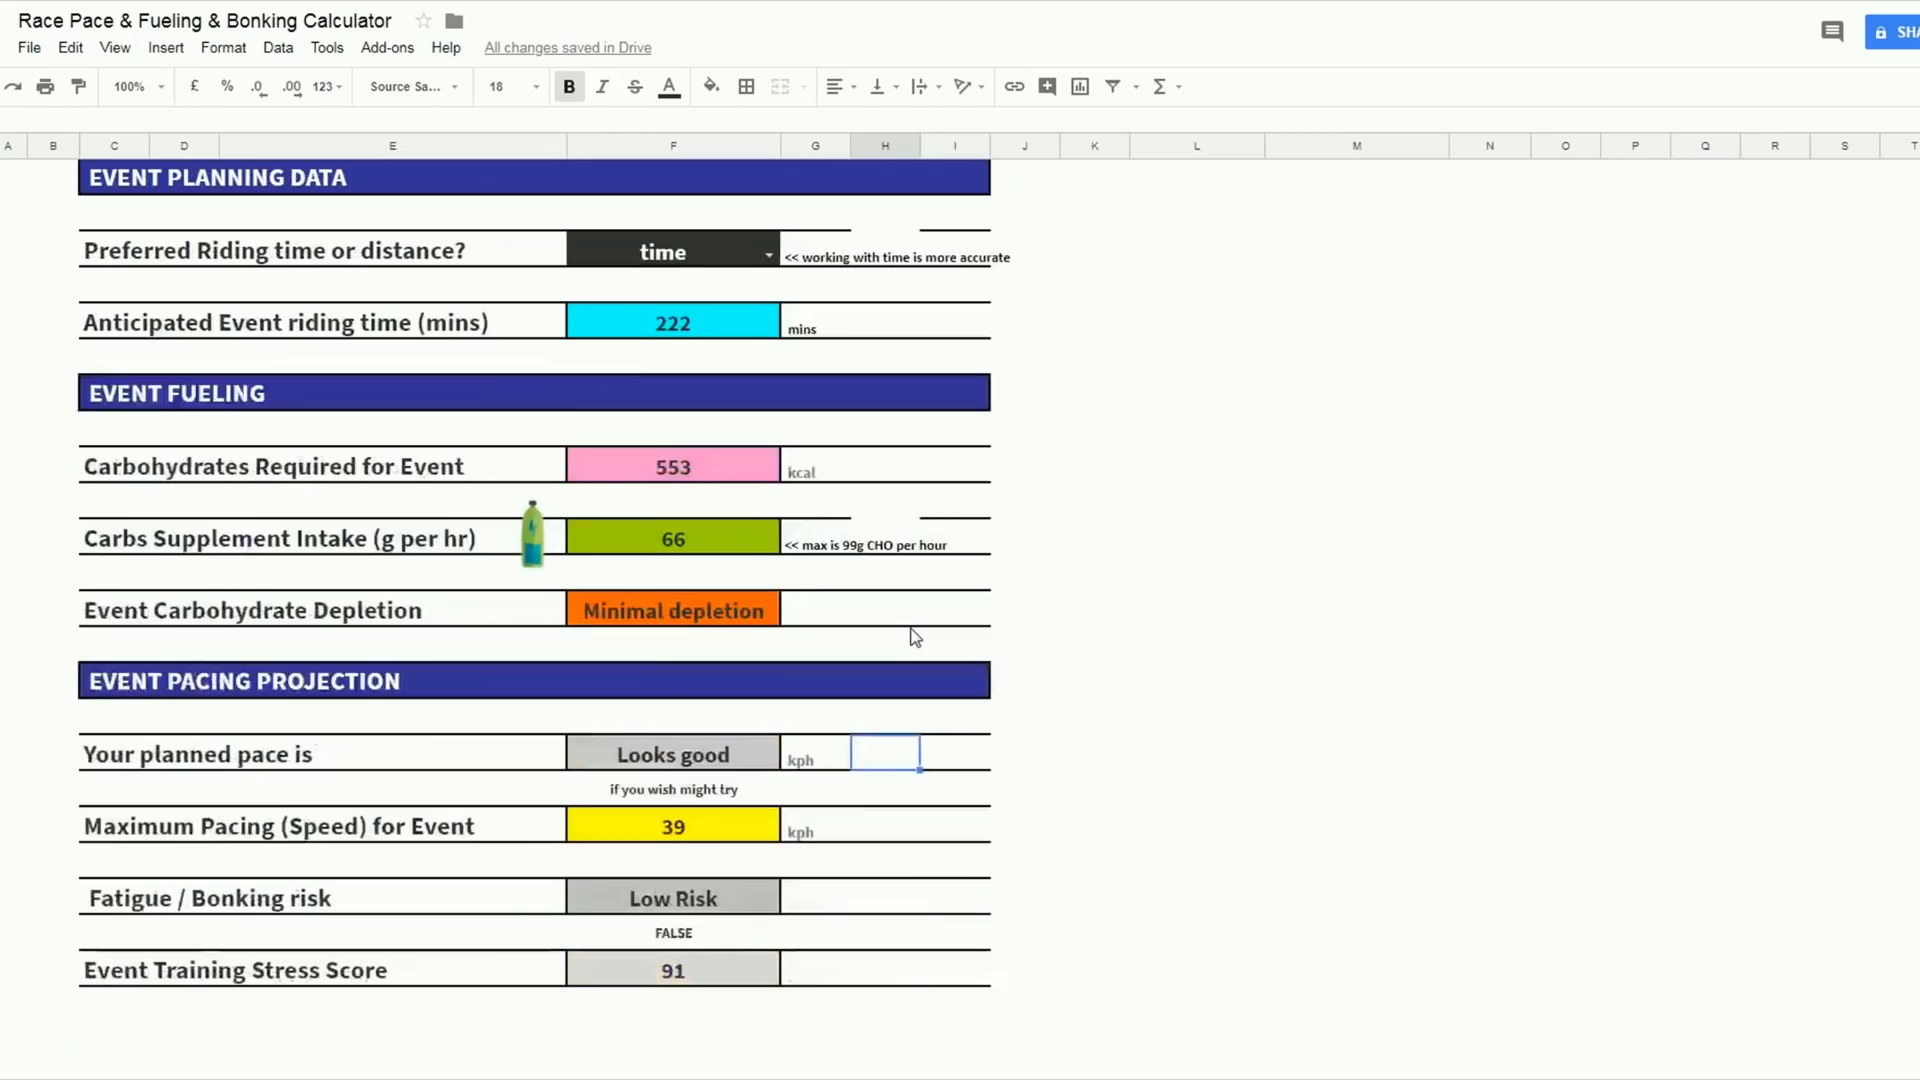 Race Pace & Fueling & Bonking Calculator
File Edit View Insert Format Data Tools Add-ons Help All changes saved in Drive
100% £ % .0 .00 123 Source Sa... 18 B I S A
A B C D E F G H I J K L M N O P Q R S T
EVENT PLANNING DATA
Preferred Riding time or distance? time << working with time is more accurate
Anticipated Event riding time (mins) 222 mins
EVENT FUELING
Carbohydrates Required for Event 553 kcal
Carbs Supplement Intake (g per hr) 66 << max is 99g CHO per hour
Event Carbohydrate Depletion Minimal depletion
EVENT PACING PROJECTION
Your planned pace is Looks good kph
if you wish might try
Maximum Pacing (Speed) for Event 39 kph
Fatigue / Bonking risk Low Risk
FALSE
Event Training Stress Score 91